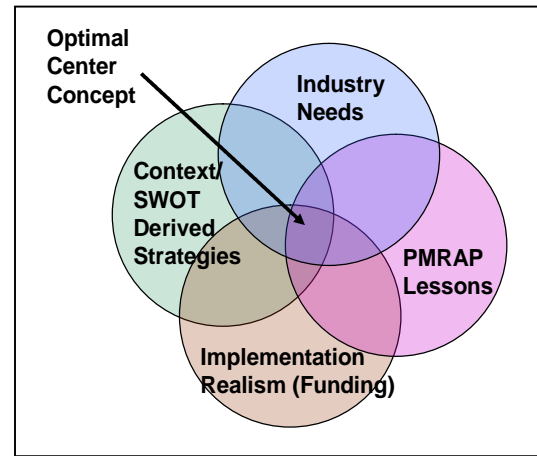 Optimal
Center
Concept
Industry
Needs
Context/
SWOT
Derived
Strategies
PMRAP
Lessons
Implementation
Realism (Funding)